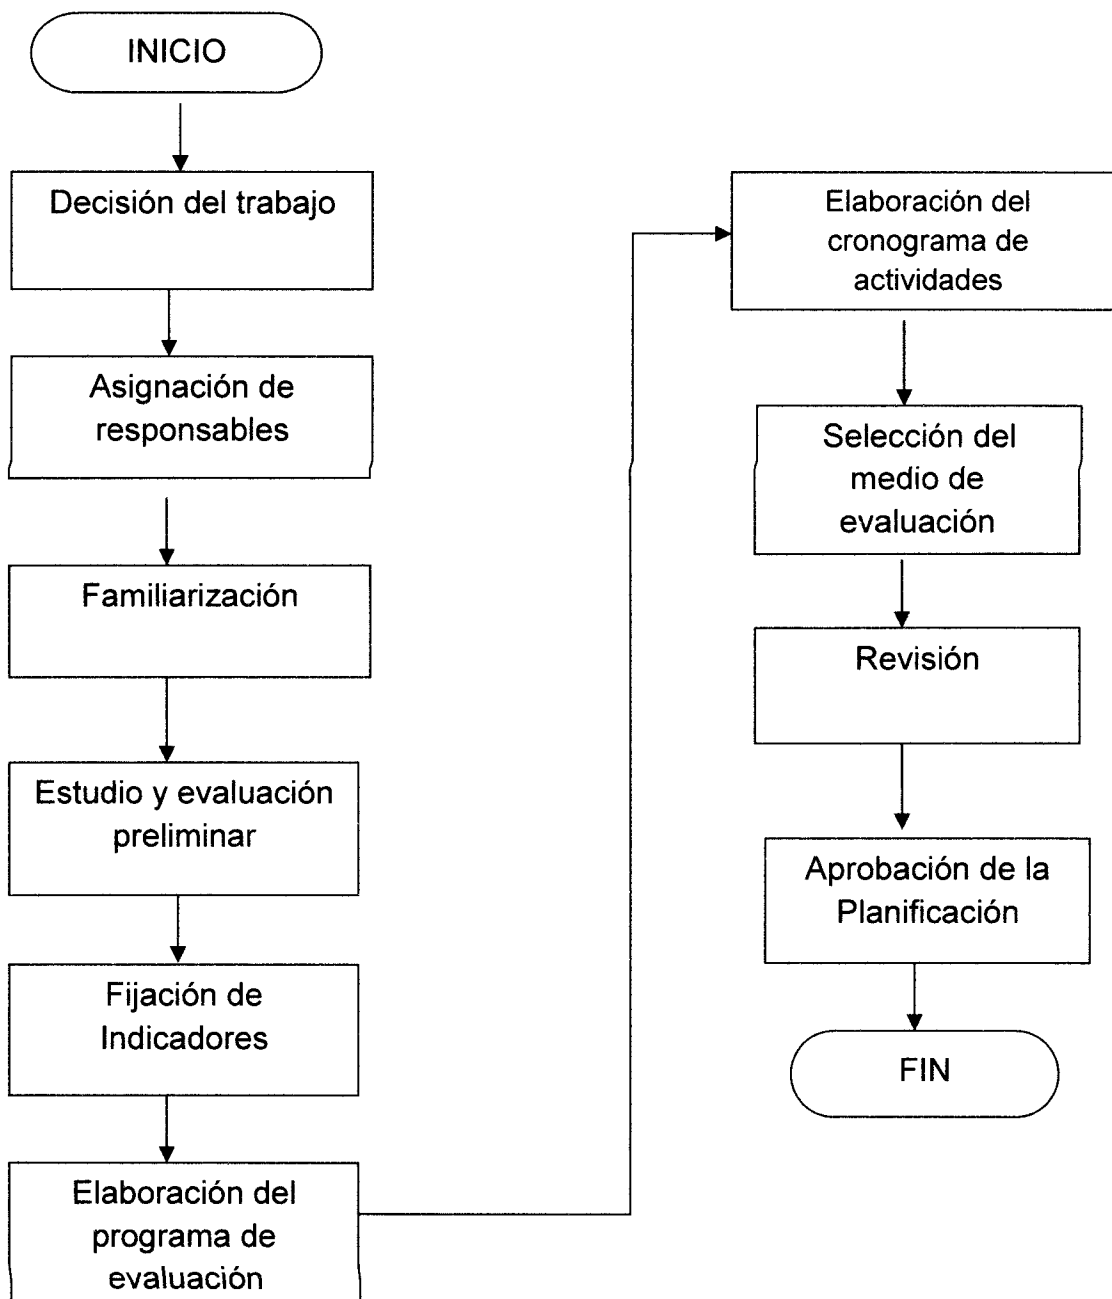 INICIO
Decisión del trabajo
Asignación de
responsables
Familiarización
Estudio y evaluación
preliminar
Fijación de
Indicadores
Elaboración del
programa de
evaluación
Elaboración del
cronograma de
actividades
Selección del
medio de
evaluación
Revisión
Aprobación de la
Planificación
FIN